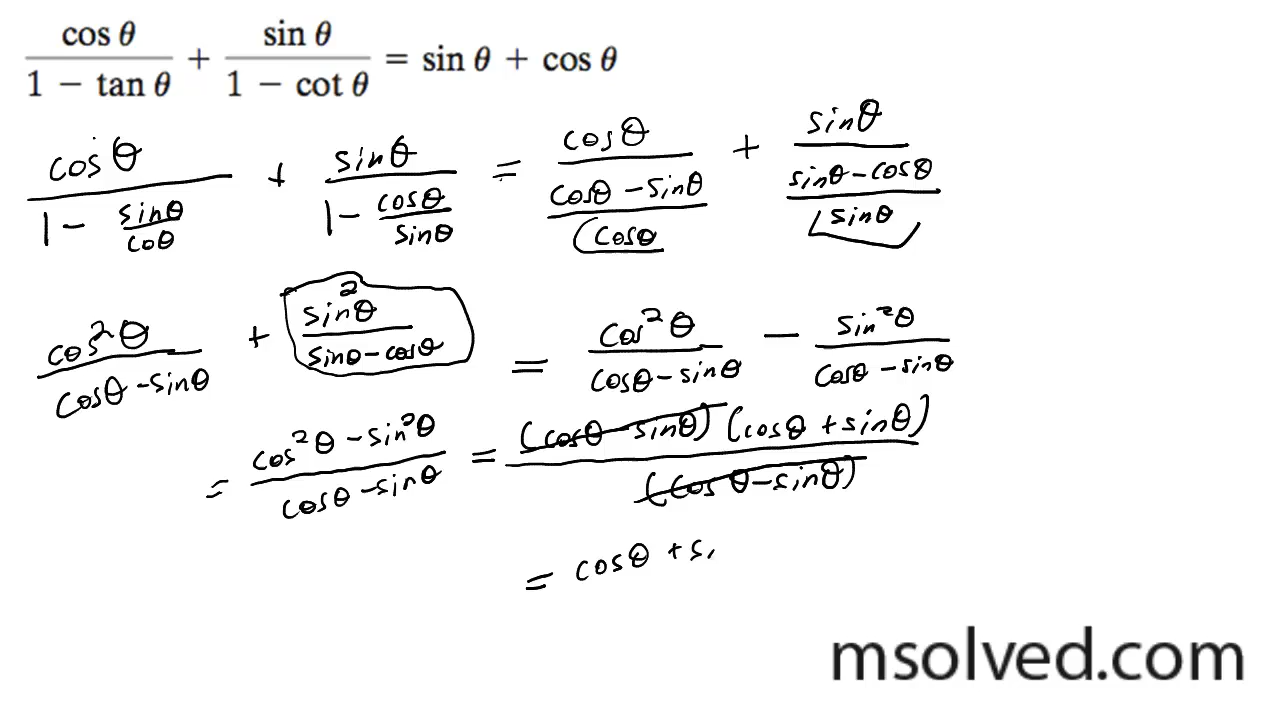 cos θ / (1 − tan θ) + sin θ / (1 − cot θ) = sin θ + cos θ
cosθ / (1 − sinθ/coθ) + sinθ / (1 − cosθ/sinθ) = cosθ / ((cosθ − sinθ)/cosθ) + sinθ / ((sinθ − cosθ)/sinθ)
cos²θ / (cosθ − sinθ) + sin²θ / (sinθ − cosθ) = cos²θ / (cosθ − sinθ) − sin²θ / (cosθ − sinθ)
= (cos²θ − sin²θ) / (cosθ − sinθ) = (cosθ − sinθ)(cosθ + sinθ) / (cosθ − sinθ)
= cosθ + s,
msolved.com